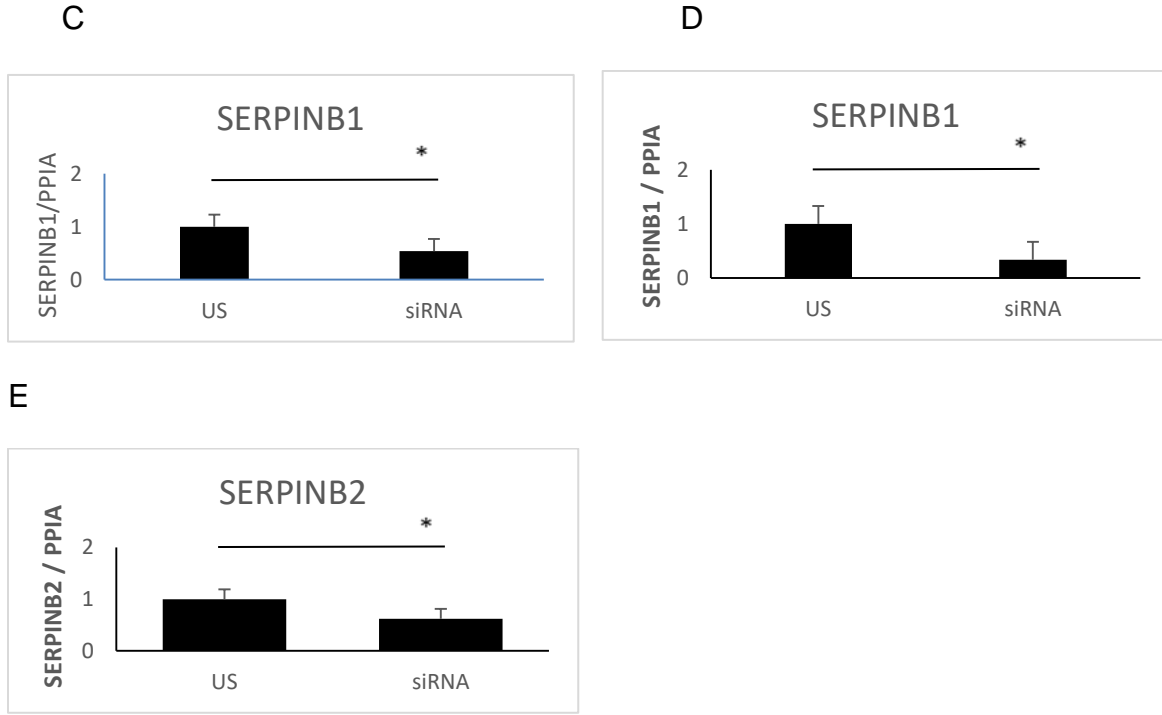 C
SERPINB1
*
SERPINB1/PPIA
2
1
0
US siRNA
D
SERPINB1
*
SERPINB1 / PPIA
2
1
0
US siRNA
E
SERPINB2
*
SERPINB2 / PPIA
2
1
0
US siRNA